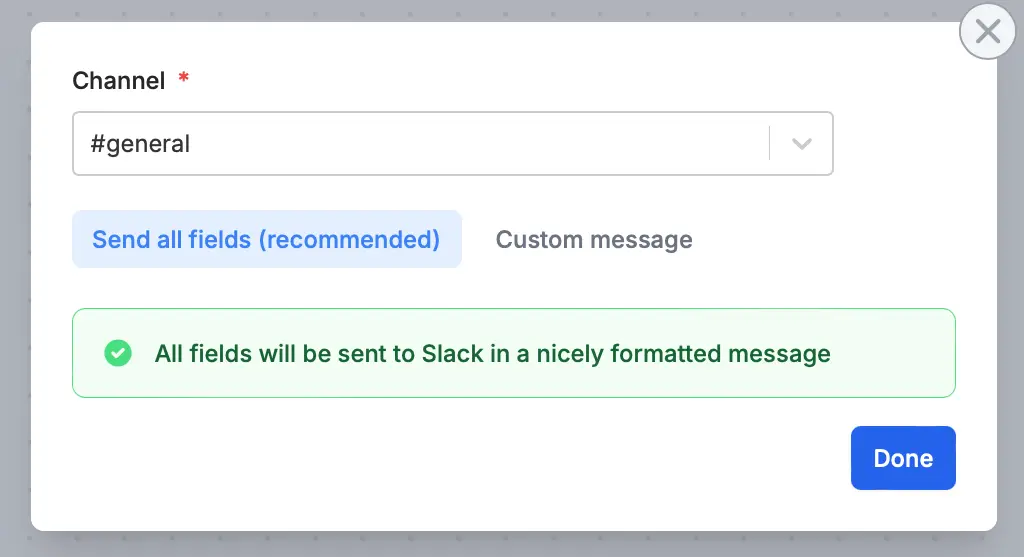 Channel *
#general
Send all fields (recommended) Custom message
All fields will be sent to Slack in a nicely formatted message
Done